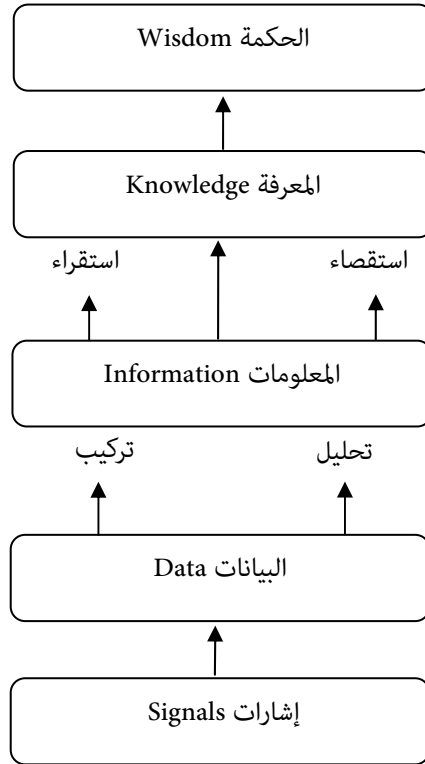 الحكمة Wisdom
المعرفة Knowledge
استقصاء استقراء
المعلومات Information
تحليل تركيب
البيانات Data
إشارات Signals